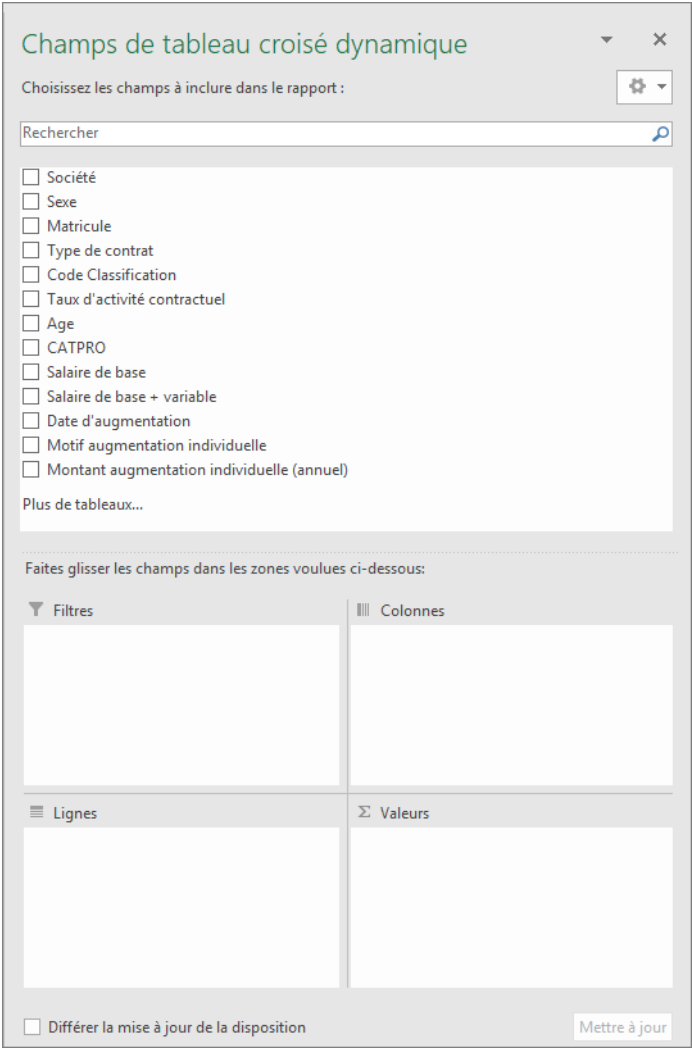 Champs de tableau croisé dynamique
Choisissez les champs à inclure dans le rapport :
Rechercher
Société
Sexe
Matricule
Type de contrat
Code Classification
Taux d'activité contractuel
Age
CATPRO
Salaire de base
Salaire de base + variable
Date d'augmentation
Motif augmentation individuelle
Montant augmentation individuelle (annuel)
Plus de tableaux...
Faites glisser les champs dans les zones voulues ci-dessous:
Filtres
Colonnes
Lignes
Σ Valeurs
Différer la mise à jour de la disposition
Mettre à jour